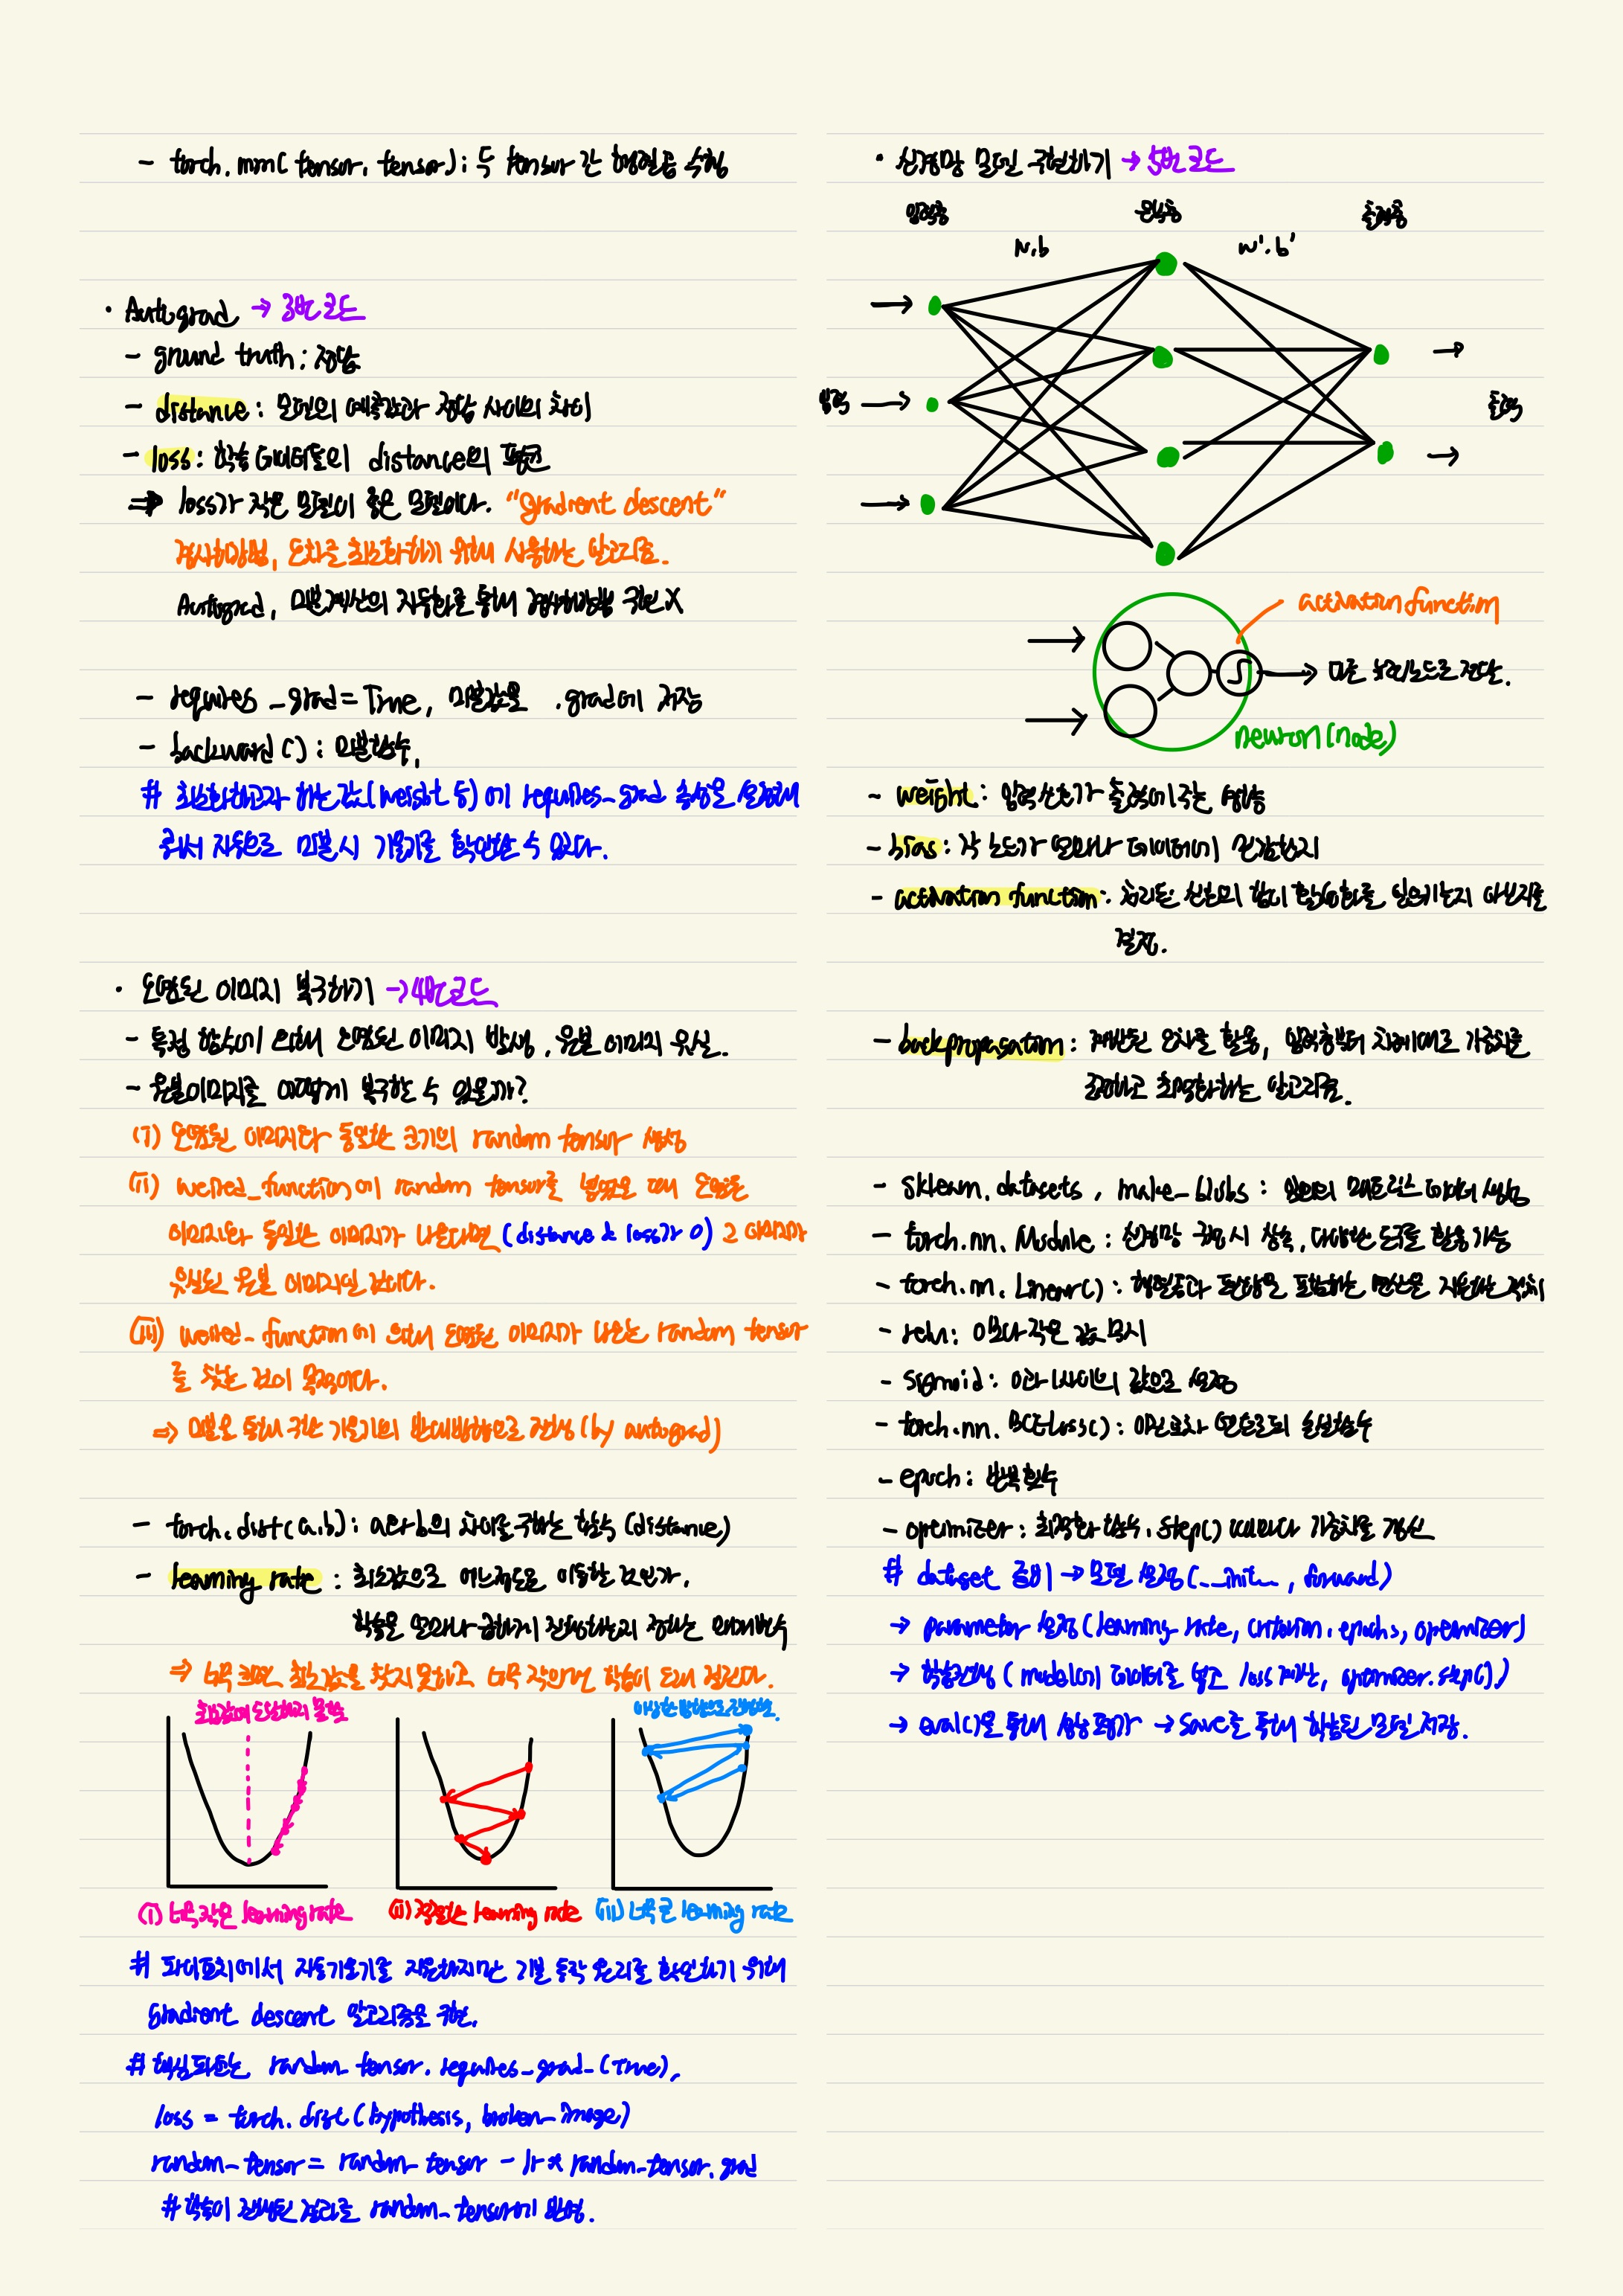 - torch.mm(tensor, tensor) : 두 tensor 간 행렬곱 수행
• Autograd → 3번 코드
- ground truth : 정답
- distance : 모델의 예측값과 정답 사이의 차이
- loss : 학습 데이터들의 distance의 평균
⇒ loss가 작은 모델이 좋은 모델이다. "gradient descent"
경사하강법, 오차를 최소화하기 위해 사용하는 알고리즘.
Autograd, 미분계산의 자동화를 통해 경사하강법 구현X
- requires_grad = True, 미분값을 .grad에 저장
- backward() : 미분함수,
# 최소화하고자 하는 값(weight 등)에 requires_grad 속성을 설정해
줘서 자동으로 미분 시 기울기를 확인할 수 있다.
• 오염된 이미지 복구하기 → 4번 코드
- 특정 함수에 의해 오염된 이미지 발생, 원본 이미지 유실.
- 원본이미지를 어떻게 복구할 수 있을까?
(i) 오염된 이미지와 동일한 크기의 random tensor 생성
(ii) weired_function에 random tensor를 넣었을 때 오염된
이미지와 동일한 이미지가 나온다면 (distance & loss가 0) 그 이미지가
유실된 원본 이미지일 것이다.
(iii) weired_function에 의해 오염된 이미지가 나오는 random tensor
를 찾는 것이 목적이다.
⇒ 미분을 통해 구한 기울기의 반대방향으로 진행 (by autograd)
- torch.dist(a,b) : a와 b의 차이를 구하는 함수 (distance)
- learning rate : 최소값으로 어느정도로 이동할 것인가,
학습을 얼마나 급하게 진행하는지 정하는 매개변수
⇒ 너무 크면 최소값을 찾지 못하고 너무 작으면 학습이 오래 걸린다.
최소값에 도달하지 못함
이상한 방향으로 진행됨.
(i) 너무 작은 learning rate
(ii) 적절한 learning rate
(iii) 너무 큰 learning rate
# 파이토치에서 자동기울기를 지원하지만 기본 동작 원리를 확인하기 위해
gradient descent 알고리즘을 구현.
# 핵심 포인트는 random_tensor.requires_grad_(True),
loss = torch.dist(hypothesis, broken_image)
random_tensor = random_tensor - lr * random_tensor.grad
# 학습이 진행된 결과를 random_tensor에 반영.
• 신경망 모델 구현하기 → 5번 코드
입력층 은닉층 출력층
w.b w'.b'
입력 출력
activation function
다른 뉴런/노드로 전달.
neuron(node)
- weight : 입력신호가 출력에 주는 영향
- bias : 각 노드가 얼마나 데이터에 민감한지
- activation function : 처리된 신호의 합이 활성화를 일으키는지 아닌지를
결정.
- backpropagation : 계산된 오차를 활용, 입력층부터 차례대로 가중치를
조정하고 최적화하는 알고리즘.
- sklearn.datasets, make_blobs : 임의의 매트릭스 데이터 생성
- torch.nn.Module : 신경망 구성 시 상속, 다양한 도구를 활용 가능
- torch.nn.Linear() : 행렬곱과 편향을 포함하는 연산을 지원하는 객체
- relu : 0보다 작은 값 무시
- sigmoid : 0과 1사이의 값으로 설정
- torch.nn.BCELoss() : 이진교차 엔트로피 손실함수
- epoch : 반복횟수
- optimizer : 최적화 함수. step() 때마다 가중치를 갱신
# dataset 준비 → 모델 설정(__init__, forward)
→ parameter 설정(learning rate, criterion, epochs, optimizer)
→ 학습진행 (model에 데이터를 넣고 loss 계산, optimizer.step().)
→ eval()을 통해 성능 평가 → save를 통해 학습된 모델 저장.